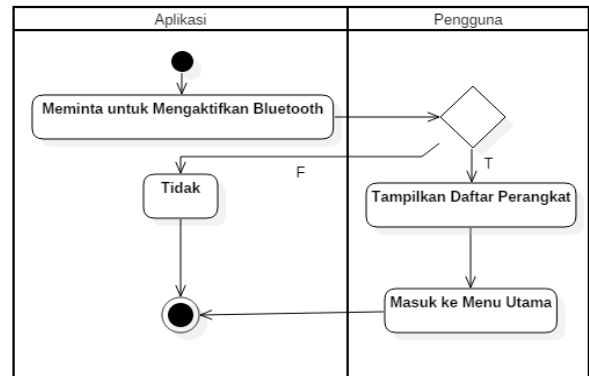 Aplikasi
Pengguna
Meminta untuk Mengaktifkan Bluetooth
F
T
Tidak
Tampilkan Daftar Perangkat
Masuk ke Menu Utama